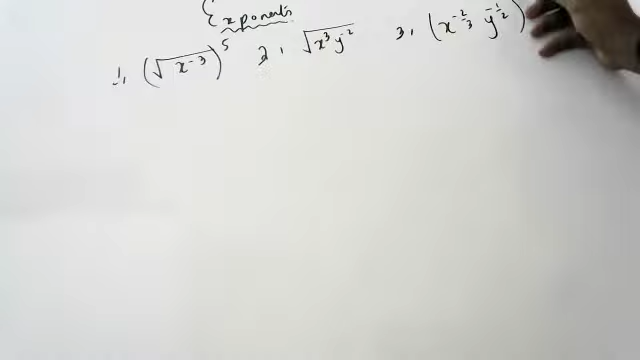 Exponents
1. (√x⁻³)⁵ 2. √x³y⁻² 3. (x^-2/3 y^-1/2)